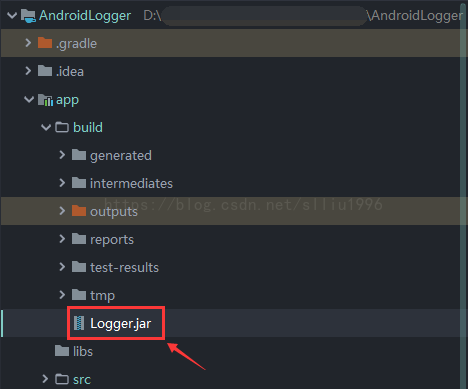 AndroidLogger D:\ \AndroidLogger
.gradle
.idea
app
build
generated
intermediates
https://blog.csdn.net/slliu1996
outputs
reports
test-results
tmp
Logger.jar
libs
src